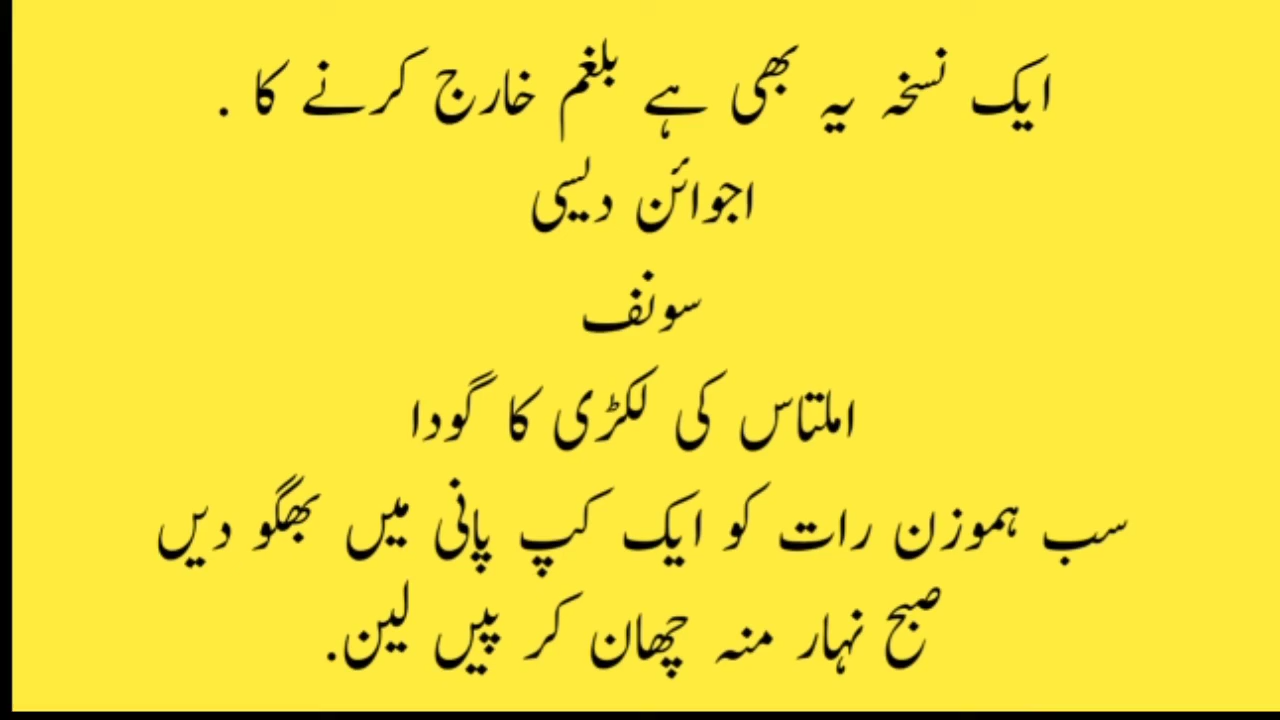 ایک نسخہ یہ بھی ہے بلغم خارج کرنے کا .
اجوائن دیسی
سونف
املتاس کی لکڑی کا گودا
سب ہموزن رات کو ایک کپ پانی میں بھگو دیں
صبح نہار منہ چھان کر پیں لین.